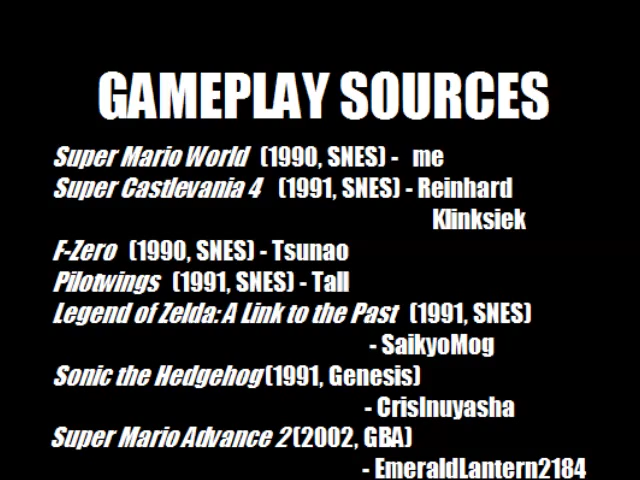 GAMEPLAY SOURCES
Super Mario World (1990, SNES) - me
Super Castlevania 4 (1991, SNES) - Reinhard
Klinksiek
F-Zero (1990, SNES) - Tsunao
Pilotwings (1991, SNES) - Tall
Legend of Zelda: A Link to the Past (1991, SNES)
- SaikyoMog
Sonic the Hedgehog (1991, Genesis)
- CrisInuyasha
Super Mario Advance 2 (2002, GBA)
- EmeraldLantern2184